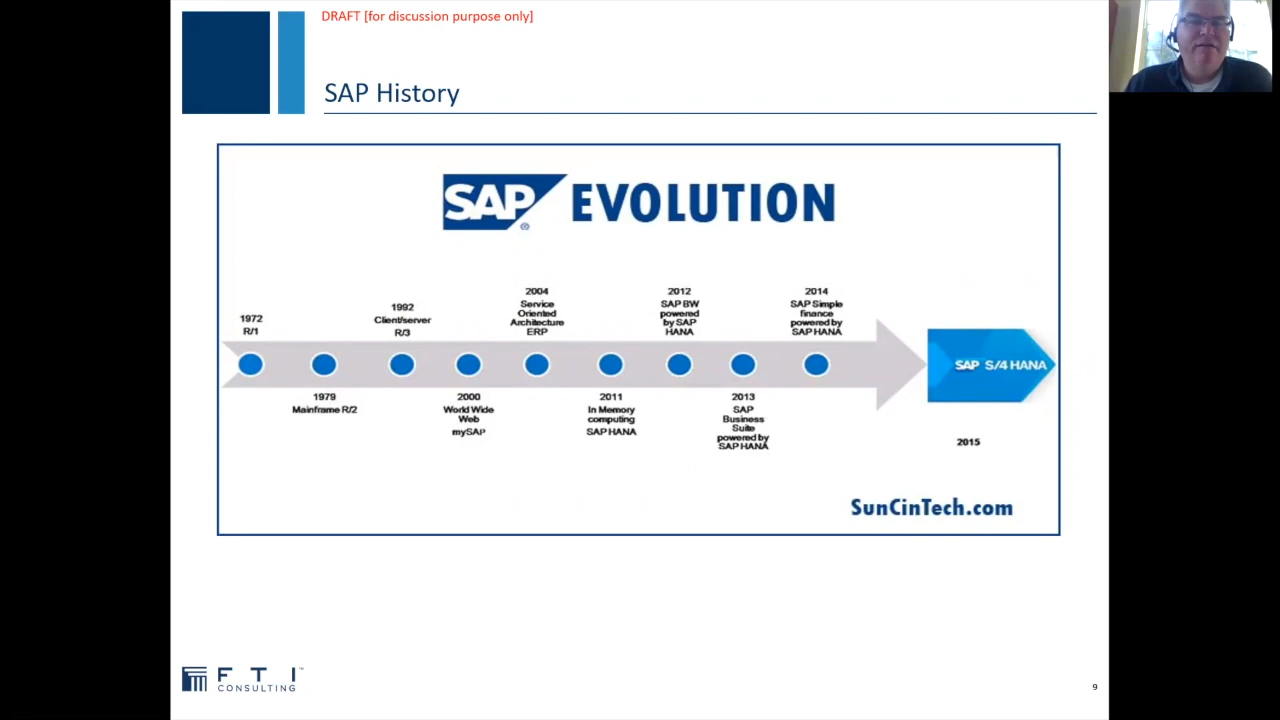 DRAFT [for discussion purpose only]
SAP History
SAP® EVOLUTION
1972
R/1
1979
Mainframe R/2
1992
Client/server
R/3
2000
World Wide
Web
mySAP
2004
Service
Oriented
Architecture
ERP
2011
In Memory
computing
SAP HANA
2012
SAP BW
powered
by SAP
HANA
2013
SAP
Business
Suite
powered by
SAP HANA
2014
SAP Simple
finance
powered by
SAP HANA
SAP S/4 HANA
2015
SunCinTech.com
FTI™
CONSULTING
9